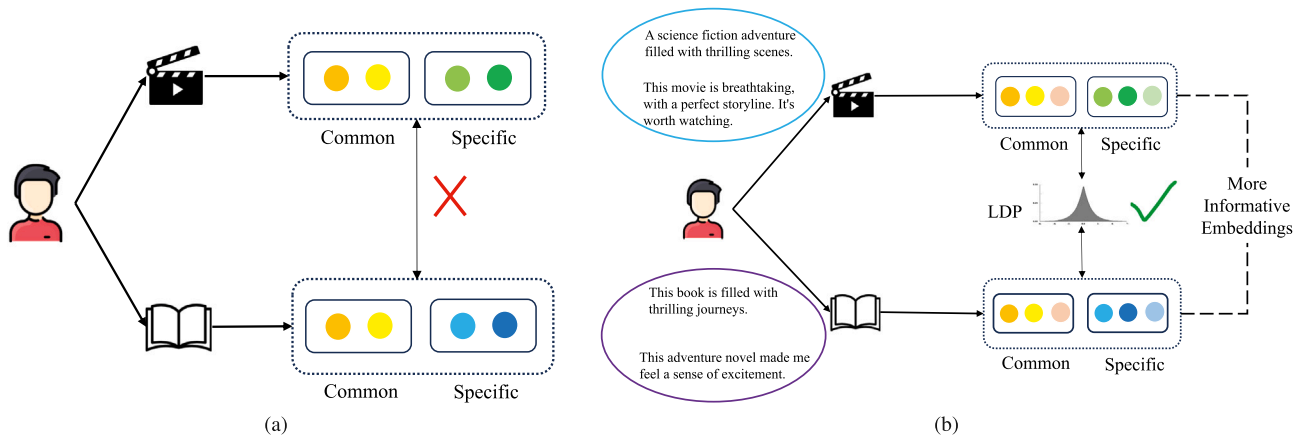 Common
Specific
Common
Specific
(a)
A science fiction adventure
filled with thrilling scenes.
This movie is breathtaking,
with a perfect storyline. It's
worth watching.
Common
Specific
LDP
More
Informative
Embeddings
This book is filled with
thrilling journeys.
This adventure novel made me
feel a sense of excitement.
Common
Specific
(b)